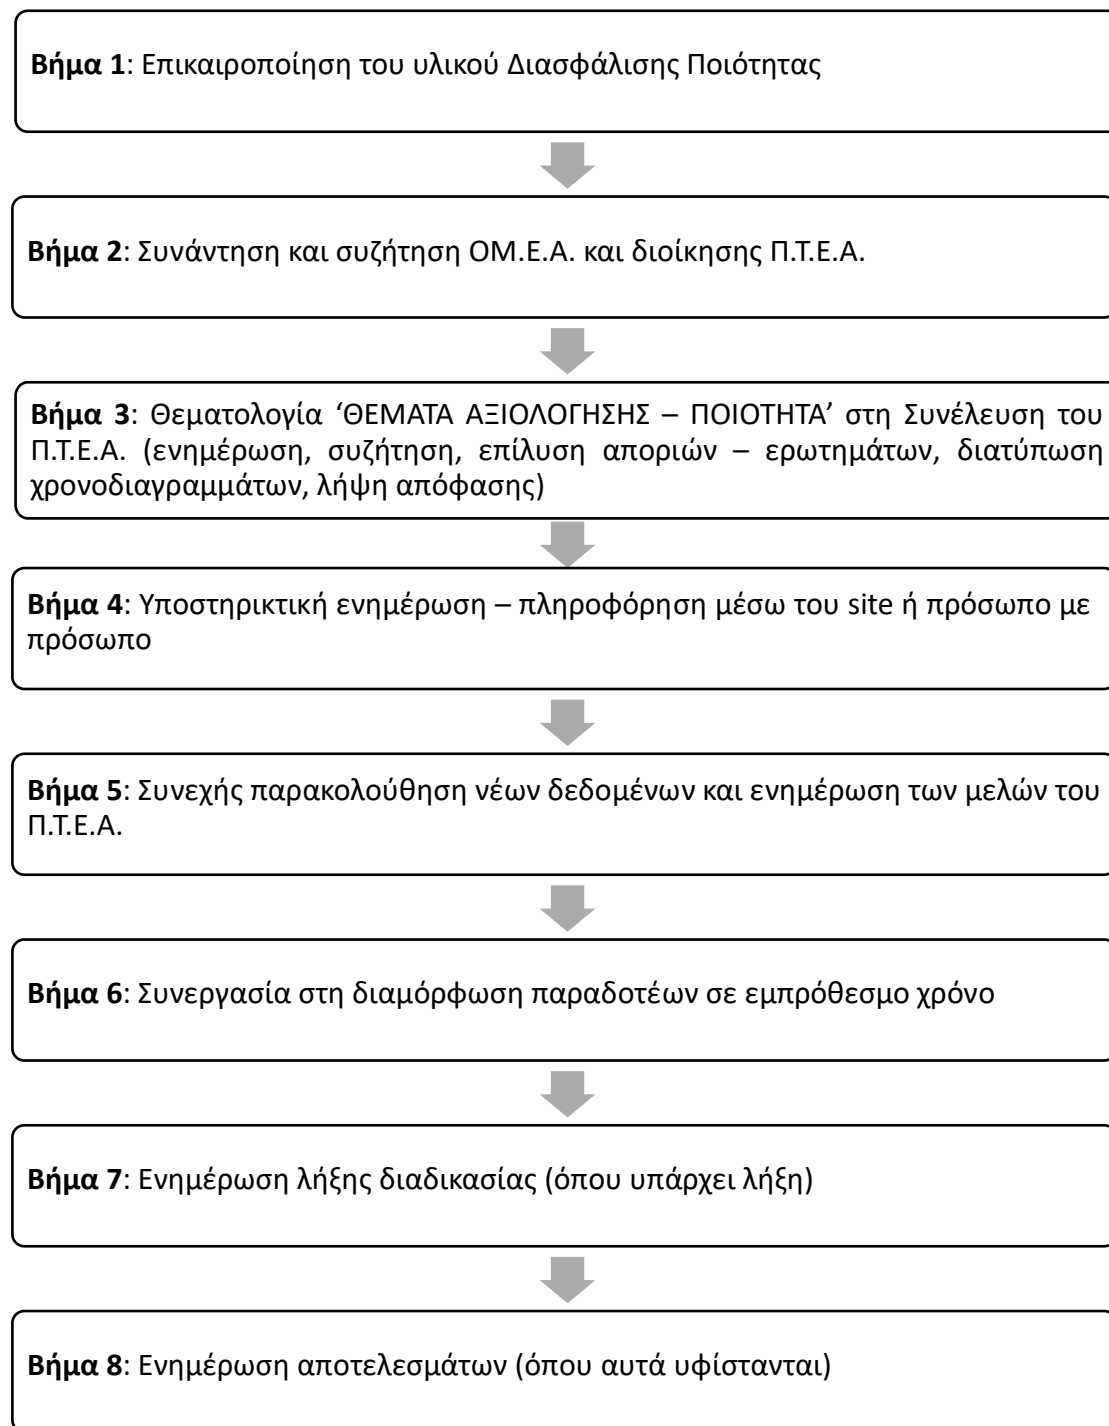 Βήμα 1: Επικαιροποίηση του υλικού Διασφάλισης Ποιότητας
Βήμα 2: Συνάντηση και συζήτηση ΟΜ.Ε.Α. και διοίκησης Π.Τ.Ε.Α.
Βήμα 3: Θεματολογία ‘ΘΕΜΑΤΑ ΑΞΙΟΛΟΓΗΣΗΣ – ΠΟΙΟΤΗΤΑ’ στη Συνέλευση του
Π.Τ.Ε.Α. (ενημέρωση, συζήτηση, επίλυση αποριών – ερωτημάτων, διατύπωση
χρονοδιαγραμμάτων, λήψη απόφασης)
Βήμα 4: Υποστηρικτική ενημέρωση – πληροφόρηση μέσω του site ή πρόσωπο με
πρόσωπο
Βήμα 5: Συνεχής παρακολούθηση νέων δεδομένων και ενημέρωση των μελών του
Π.Τ.Ε.Α.
Βήμα 6: Συνεργασία στη διαμόρφωση παραδοτέων σε εμπρόθεσμο χρόνο
Βήμα 7: Ενημέρωση λήξης διαδικασίας (όπου υπάρχει λήξη)
Βήμα 8: Ενημέρωση αποτελεσμάτων (όπου αυτά υφίστανται)